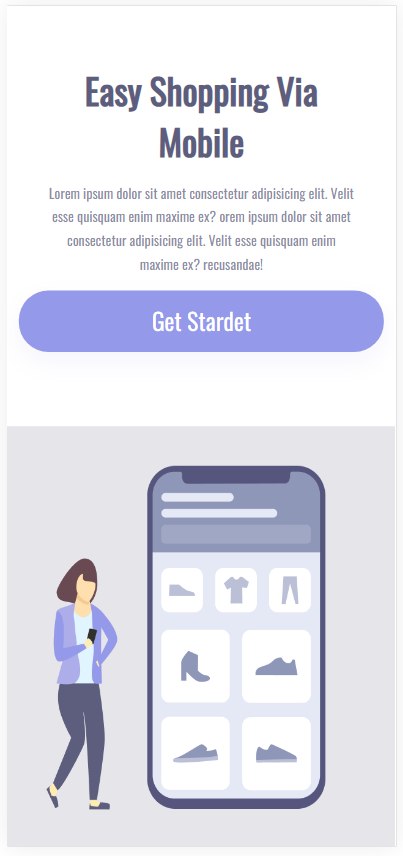 Easy Shopping Via
Mobile
Lorem ipsum dolor sit amet consectetur adipisicing elit. Velit
esse quisquam enim maxime ex? orem ipsum dolor sit amet
consectetur adipisicing elit. Velit esse quisquam enim
maxime ex? recusandae!
Get Stardet